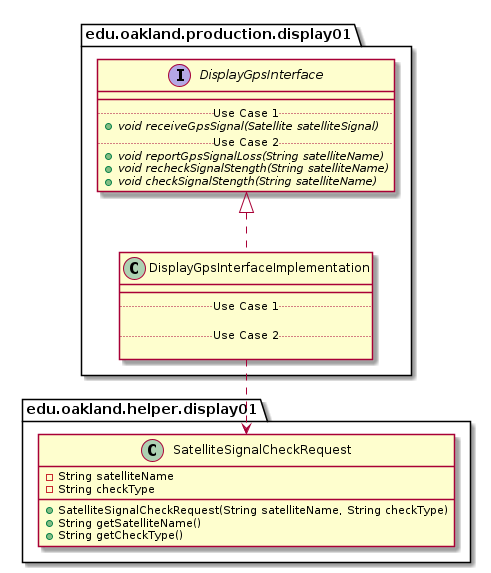 edu.oakland.production.display01
I DisplayGpsInterface
Use Case 1
void receiveGpsSignal(Satellite satelliteSignal)
Use Case 2
void reportGpsSignalLoss(String satelliteName)
void recheckSignalStength(String satelliteName)
void checkSignalStength(String satelliteName)
C DisplayGpsInterfaceImplementation
Use Case 1
Use Case 2
edu.oakland.helper.display01
C SatelliteSignalCheckRequest
String satelliteName
String checkType
SatelliteSignalCheckRequest(String satelliteName, String checkType)
String getSatelliteName()
String getCheckType()